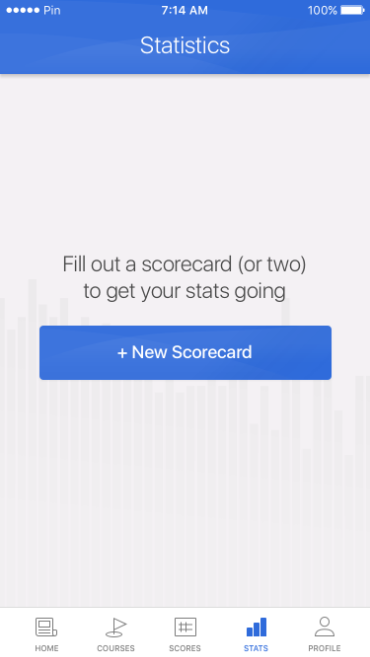 Pin 7:14 AM 100%
Statistics
Fill out a scorecard (or two)
to get your stats going
+ New Scorecard
HOME COURSES SCORES STATS PROFILE